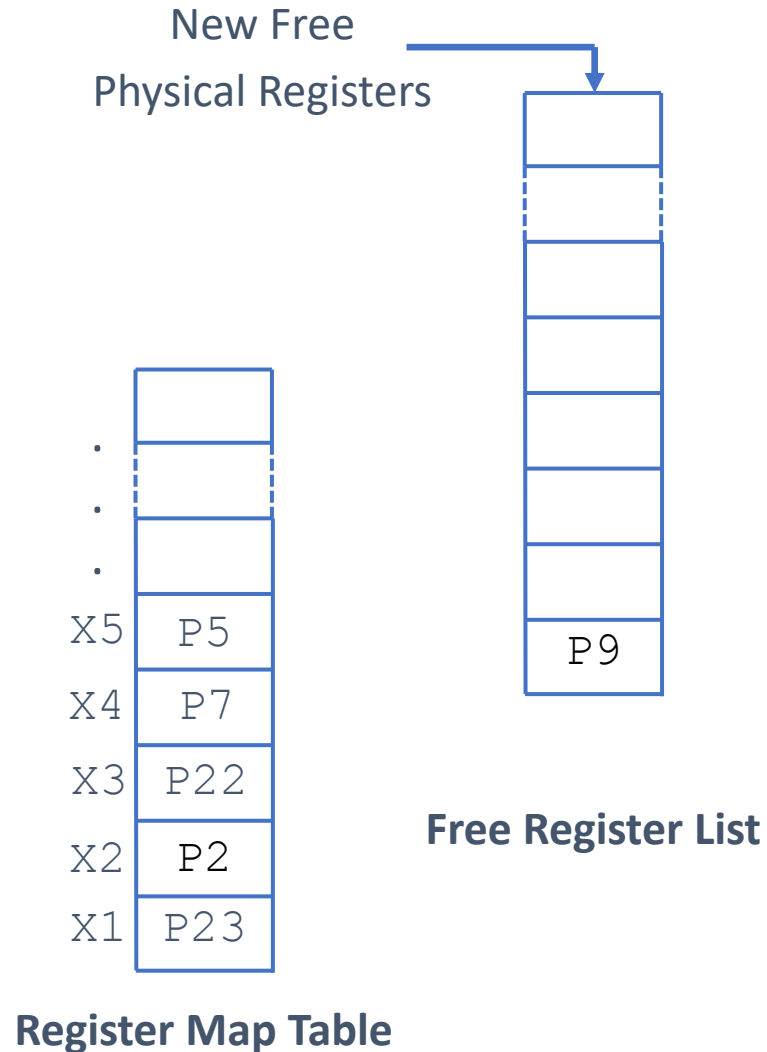 New Free
Physical Registers
.
.
.
X5 P5
P9
X4 P7
X3 P22
Free Register List
X2 P2
X1 P23
Register Map Table